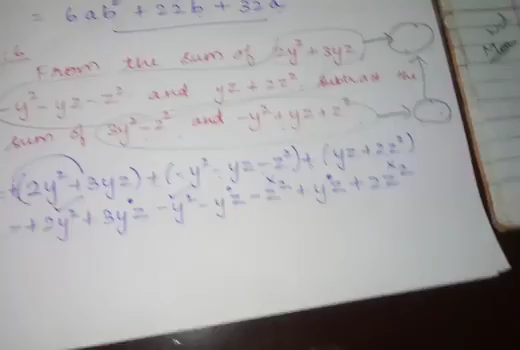 = 6ab² + 22b + 32a
6.
From the sum of 2y² + 3yz
-y² - yz - z² and yz + 2z² subtract the
sum of 3y² - z² and -y² + yz + z²
= +(2y² + 3yz) + (-y² - yz - z²) + (yz + 2z²)
= +2y² + 3yz - y² - yz - z² + yz + 2z²